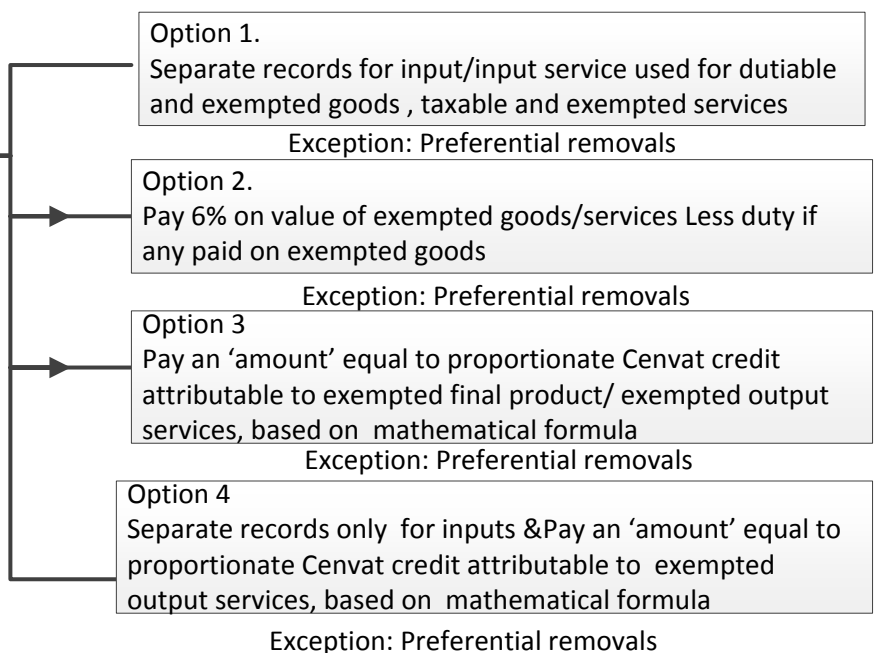 Option 1.
Separate records for input/input service used for dutiable
and exempted goods , taxable and exempted services
Exception: Preferential removals
Option 2.
Pay 6% on value of exempted goods/services Less duty if
any paid on exempted goods
Exception: Preferential removals
Option 3
Pay an ‘amount’ equal to proportionate Cenvat credit
attributable to exempted final product/ exempted output
services, based on  mathematical formula
Exception: Preferential removals
Option 4
Separate records only  for inputs &Pay an ‘amount’ equal to
proportionate Cenvat credit attributable to  exempted
output services, based on  mathematical formula
Exception: Preferential removals